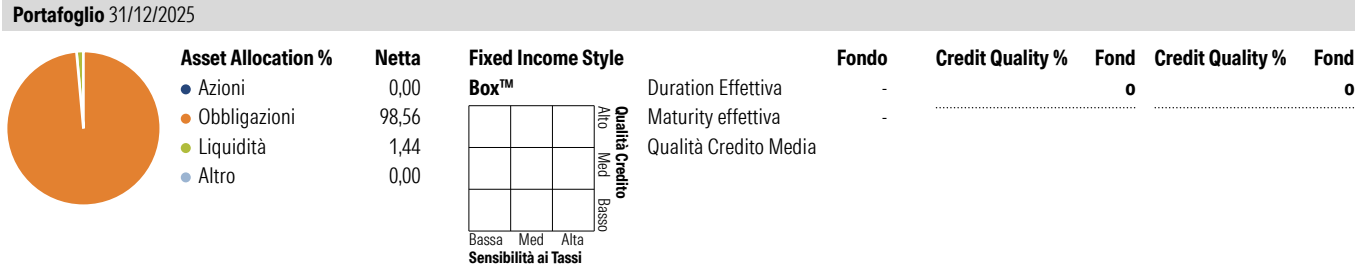 Portafoglio 31/12/2025
Asset Allocation % Netta
Azioni 0,00
Obbligazioni 98,56
Liquidità 1,44
Altro 0,00
Fixed Income Style
Box™
Alto Med Basso
Qualità Credito
Bassa Med Alta
Sensibilità ai Tassi
Fondo
Duration Effettiva -
Maturity effettiva -
Qualità Credito Media
Credit Quality % Fond
o
Credit Quality % Fond
o